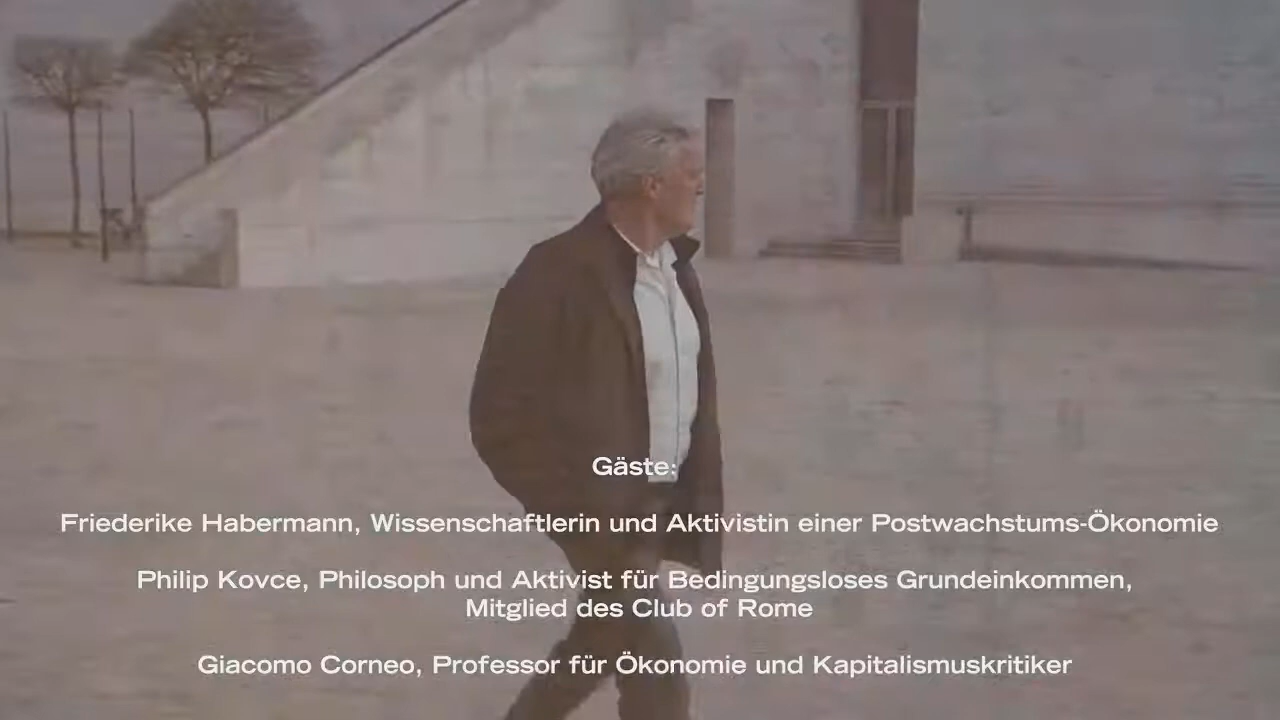 Gäste:
Friederike Habermann, Wissenschaftlerin und Aktivistin einer Postwachstums-Ökonomie
Philip Kovce, Philosoph und Aktivist für Bedingungsloses Grundeinkommen,
Mitglied des Club of Rome
Giacomo Corneo, Professor für Ökonomie und Kapitalismuskritiker